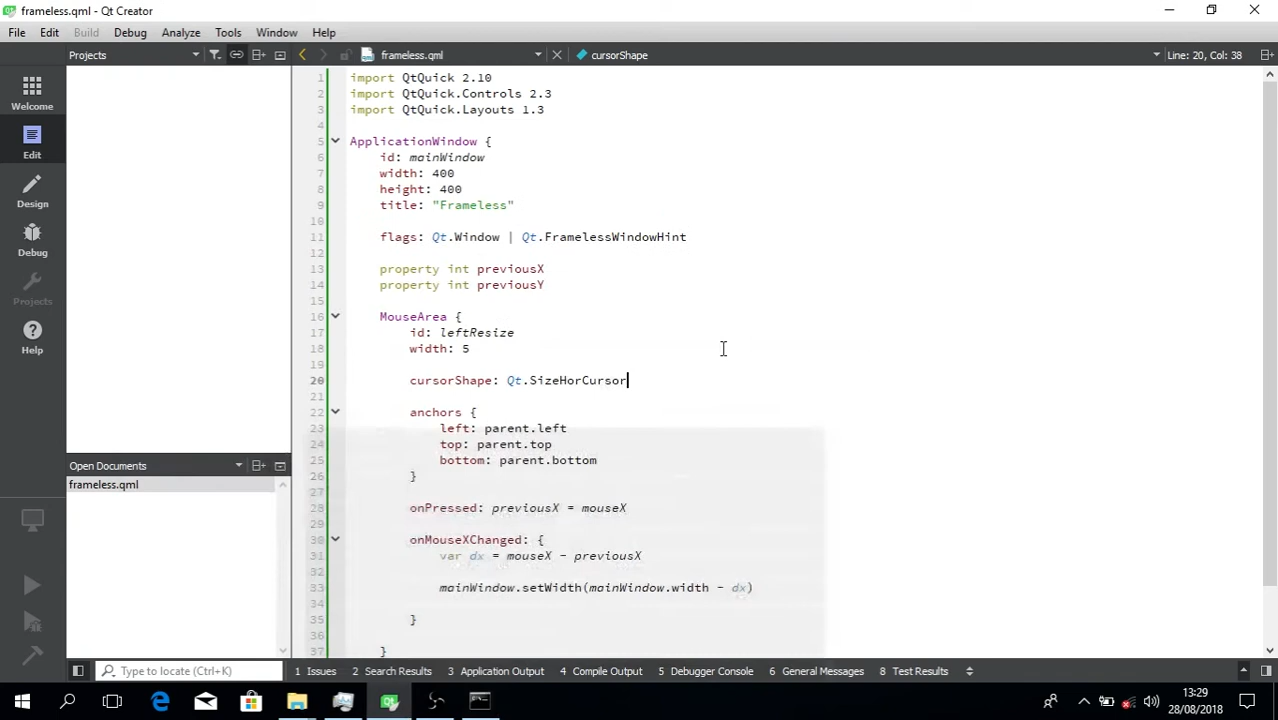 frameless.qml - Qt Creator
File Edit Build Debug Analyze Tools Window Help
Projects
frameless.qml
cursorShape
Line: 20, Col: 38
Welcome
Edit
Design
Debug
Projects
Help
1 import QtQuick 2.10
2 import QtQuick.Controls 2.3
3 import QtQuick.Layouts 1.3
4
5 ApplicationWindow {
6 id: mainWindow
7 width: 400
8 height: 400
9 title: "Frameless"
10
11 flags: Qt.Window | Qt.FramelessWindowHint
12
13 property int previousX
14 property int previousY
15
16 MouseArea {
17 id: leftResize
18 width: 5
19
20 cursorShape: Qt.SizeHorCursor
21
22 anchors {
23 left: parent.left
24 top: parent.top
25 bottom: parent.bottom
26 }
27
28 onPressed: previousX = mouseX
29
30 onMouseXChanged: {
31 var dx = mouseX - previousX
32
33 mainWindow.setWidth(mainWindow.width - dx)
34
35 }
36
37 }
Open Documents
frameless.qml
Type to locate (Ctrl+K)
1 Issues
2 Search Results
3 Application Output
4 Compile Output
5 Debugger Console
6 General Messages
8 Test Results
13:29
28/08/2018